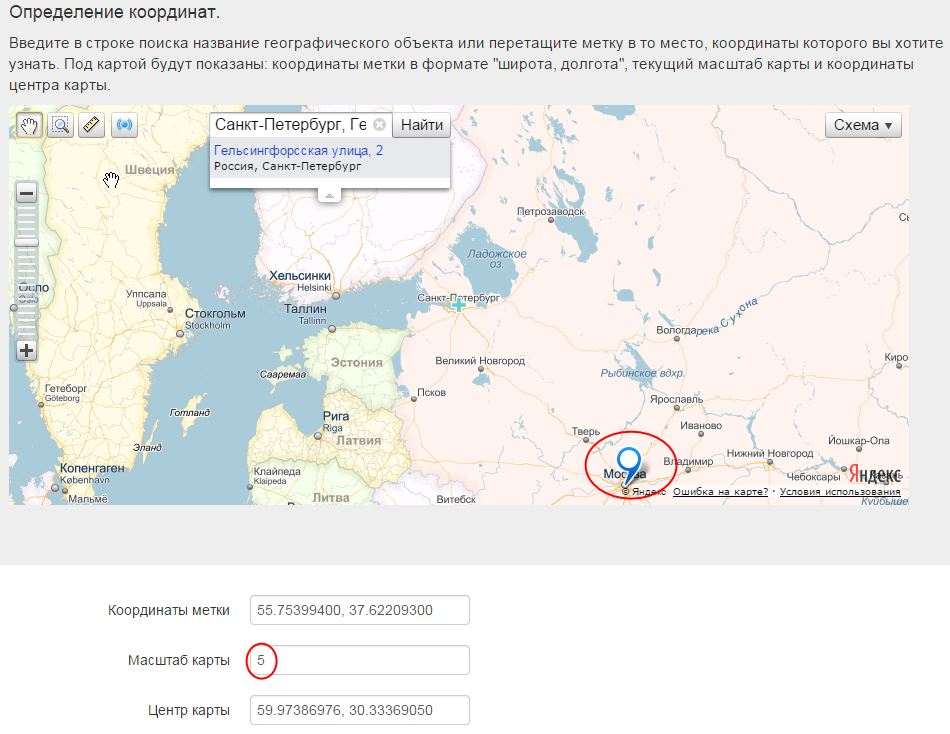 Определение координат.
Введите в строке поиска название географического объекта или перетащите метку в то место, координаты которого вы хотите
узнать. Под картой будут показаны: координаты метки в формате "широта, долгота", текущий масштаб карты и координаты
центра карты.
Санкт-Петербург, Ге
Найти
Схема
Гельсингфорсская улица, 2
Россия, Санкт-Петербург
Швеция
Петрозаводск
Ладожское
оз.
Хельсинки
Helsinki
Осло
Уппсала
Uppsala
Санкт-Петербург
Стокгольм
Stockholm
Таллин
Tallinn
река Сухона
Вологда
Эстония
Великий Новгород
Киро
Сааремаа
Рыбинское вдхр.
Гетеборг
Göteborg
Псков
Ярославль
Готланд
Рига
Riga
Иваново
Тверь
Латвия
Йошкар-Ола
Эланд
Нижний Новгород
Копенгаген
København
Клайпеда
Klaipeda
Москва
Владимир
Чебоксары
Яндекс
Мальмё
Литва
Витебск
© Яндекс
Ошибка на карте? · Условия использования
Куйбыше
Координаты метки
55.75399400, 37.62209300
Масштаб карты
5
Центр карты
59.97386976, 30.33369050